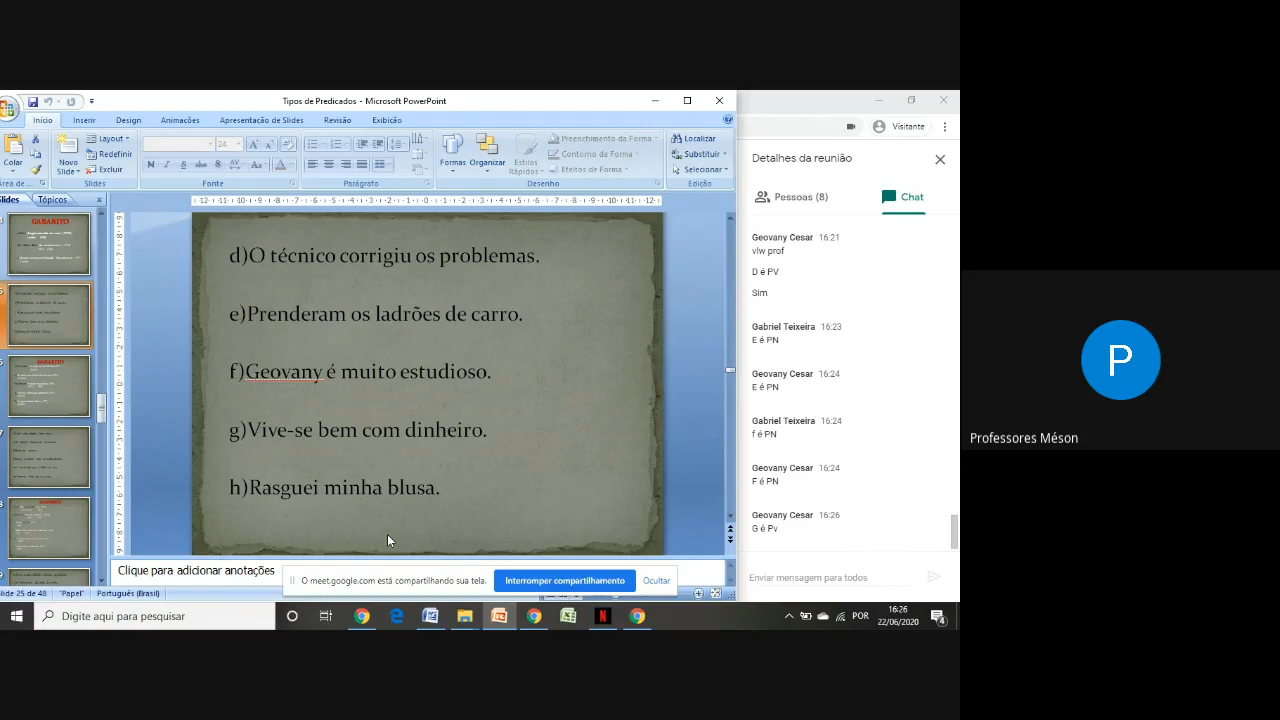 Tipos de Predicados - Microsoft PowerPoint
Início Inserir Design Animações Apresentação de Slides Revisão Exibição
Colar
Novo Slide
Layout
Redefinir
Excluir
Slides
24
Fonte
Parágrafo
Formas Organizar Estilos Rápidos
Preenchimento da Forma
Contorno da Forma
Efeitos de Forma
Desenho
Localizar
Substituir
Selecionar
Edição
Tópicos
GABARITO
d)O técnico corrigiu os problemas.
e)Prenderam os ladrões de carro.
f)Geovany é muito estudioso.
g)Vive-se bem com dinheiro.
h)Rasguei minha blusa.
Clique para adicionar anotações
O meet.google.com está compartilhando sua tela.
Interromper compartilhamento
Ocultar
"Papel" Português (Brasil)
Visitante
Detalhes da reunião
Pessoas (8)
Chat
Geovany Cesar 16:21
vlw prof
D é PV
Sim
Gabriel Teixeira 16:23
E é PN
Geovany Cesar 16:24
E é PN
Gabriel Teixeira 16:24
f é PN
Geovany Cesar 16:24
F é PN
Geovany Cesar 16:26
G é Pv
Enviar mensagem para todos
Digite aqui para pesquisar
POR
16:26
22/06/2020
4
P
Professores Méson